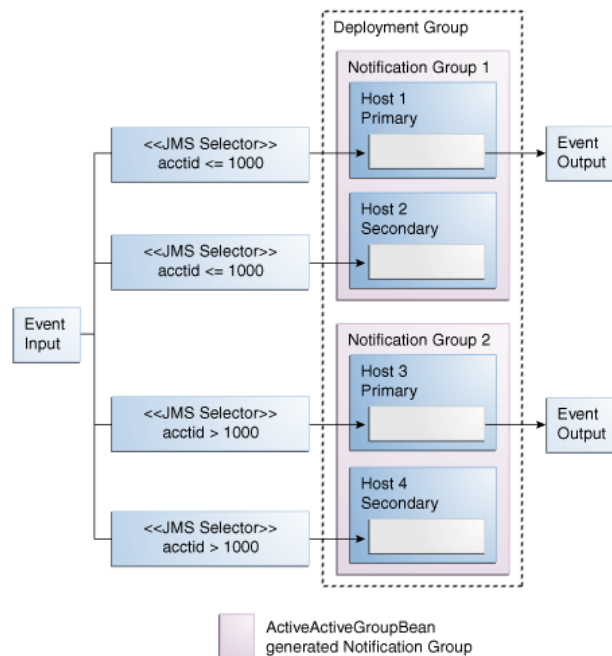 Deployment Group
Notification Group 1
Host 1
Primary
<<JMS Selector>>
acctid <= 1000
Event
Output
Host 2
Secondary
<<JMS Selector>>
acctid <= 1000
Event
Input
Notification Group 2
Host 3
Primary
<<JMS Selector>>
acctid > 1000
Event
Output
Host 4
Secondary
<<JMS Selector>>
acctid > 1000
ActiveActiveGroupBean
generated Notification Group